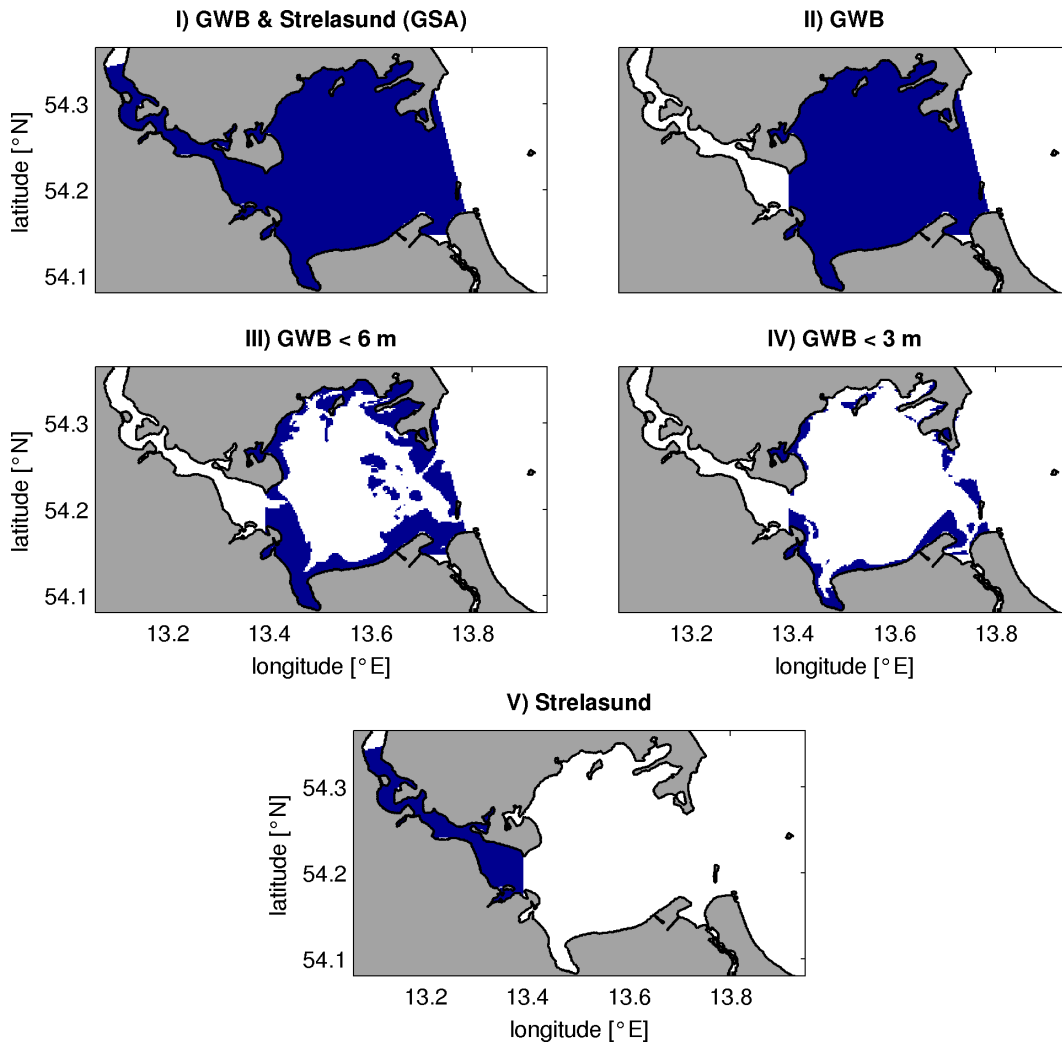 I) GWB & Strelasund (GSA)
II) GWB
latitude [°N]
54.3
54.2
54.1
III) GWB < 6 m
IV) GWB < 3 m
latitude [°N]
54.3
54.2
54.1
13.2 13.4 13.6 13.8
longitude [°E]
13.2 13.4 13.6 13.8
longitude [°E]
V) Strelasund
latitude [°N]
54.3
54.2
54.1
13.2 13.4 13.6 13.8
longitude [°E]